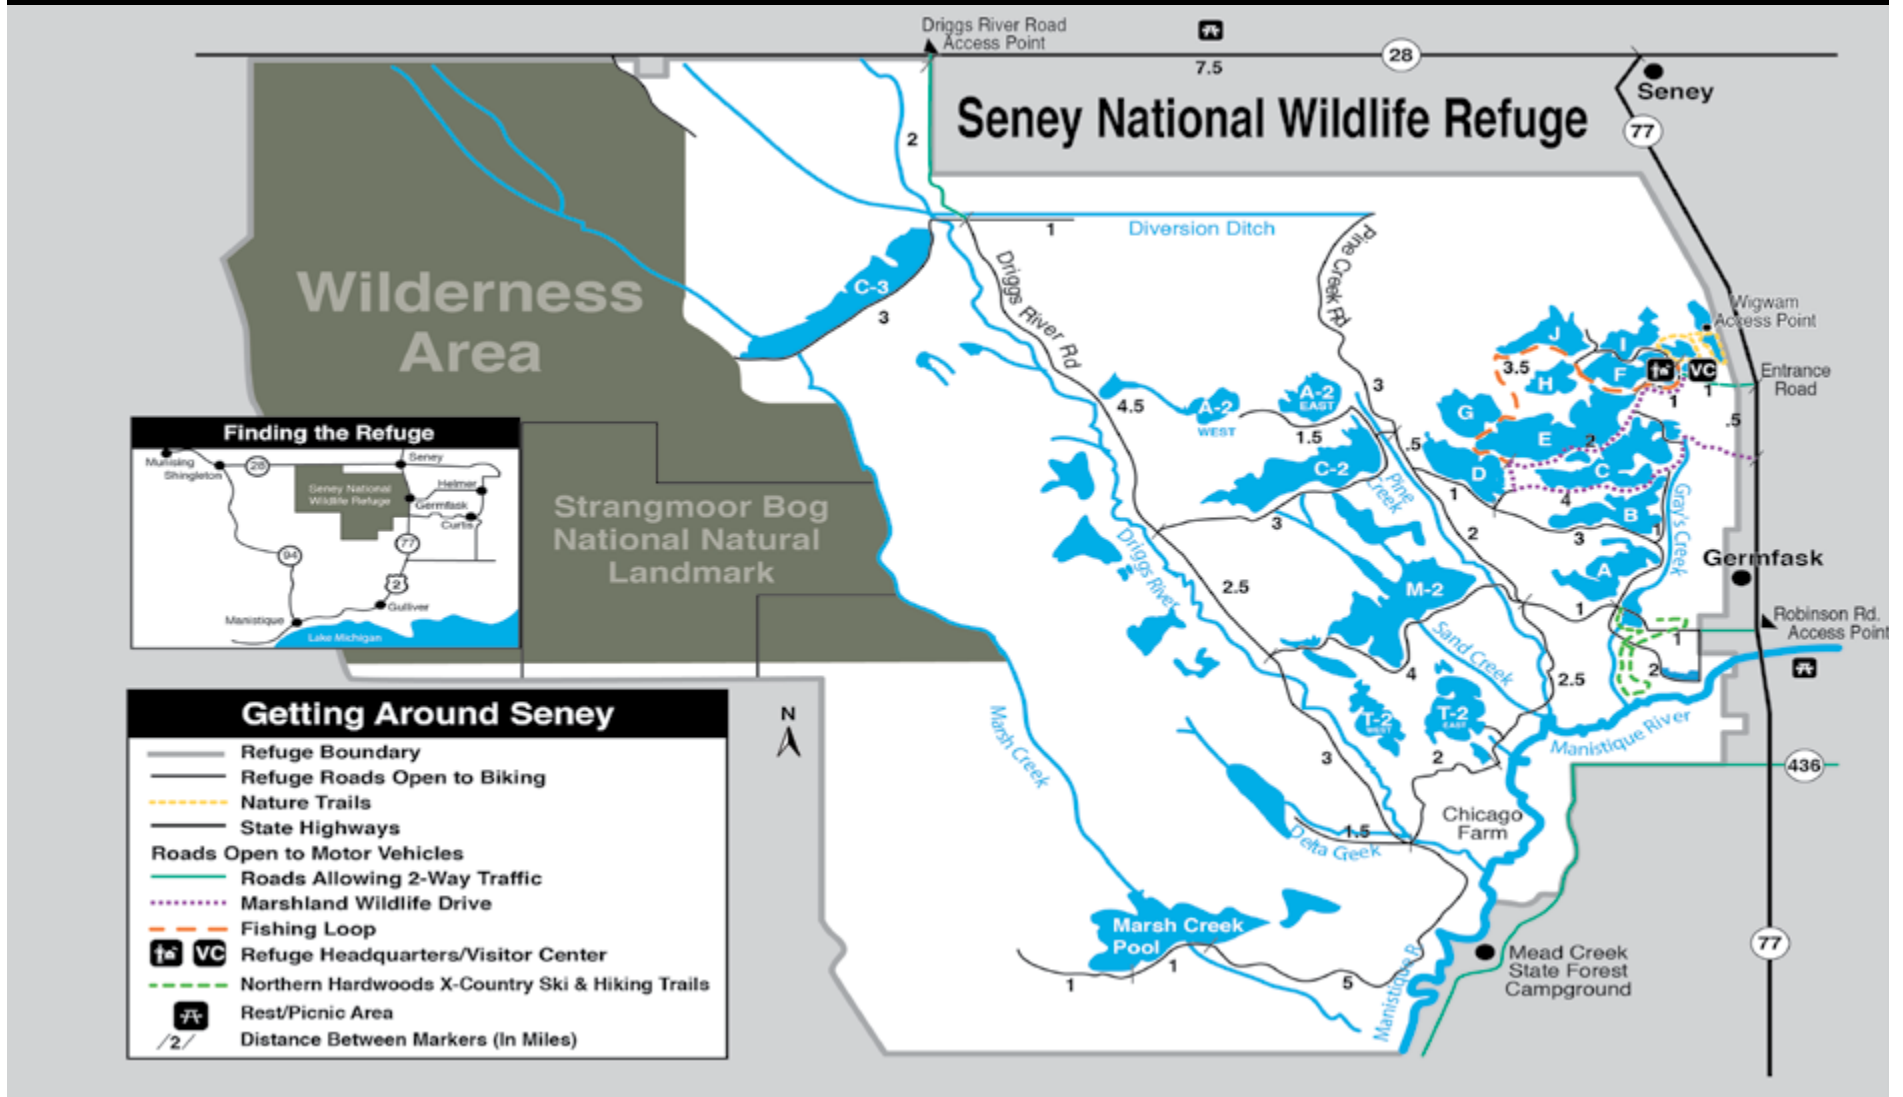 Driggs River Road
Access Point
7.5
28
Seney
77
Seney National Wildlife Refuge
2
1
Diversion Ditch
Pine Creek Rd
Driggs River Rd
Wilderness
Area
C-3
3
Wigwam
Access Point
J
I
3.5
H
F
VC
1
Entrance
Road
1
.5
3
4.5
A-2
WEST
A-2
EAST
1.5
G
E
2
.5
C-2
D
C
1
4
Pine
Creek
B
1
Gray's Creek
3
2
3
Finding the Refuge
Munising
Shingleton
28
Seney
Seney National
Wildlife Refuge
Helmer
Germfask
Curtis
77
94
2
Gulliver
Manistique
Lake Michigan
Strangmoor Bog
National Natural
Landmark
Driggs River
Germfask
A
M-2
2.5
1
Robinson Rd.
Access Point
Sand Creek
1
2
4
2.5
T-2
WEST
T-2
EAST
Manistique River
Marsh Creek
3
2
436
Chicago
Farm
1.5
Delta Creek
Marsh Creek
Pool
1
1
5
Manistique R.
Mead Creek
State Forest
Campground
77
N
Getting Around Seney
Refuge Boundary
Refuge Roads Open to Biking
Nature Trails
State Highways
Roads Open to Motor Vehicles
Roads Allowing 2-Way Traffic
Marshland Wildlife Drive
Fishing Loop
VC Refuge Headquarters/Visitor Center
Northern Hardwoods X-Country Ski & Hiking Trails
Rest/Picnic Area
/2/ Distance Between Markers (In Miles)